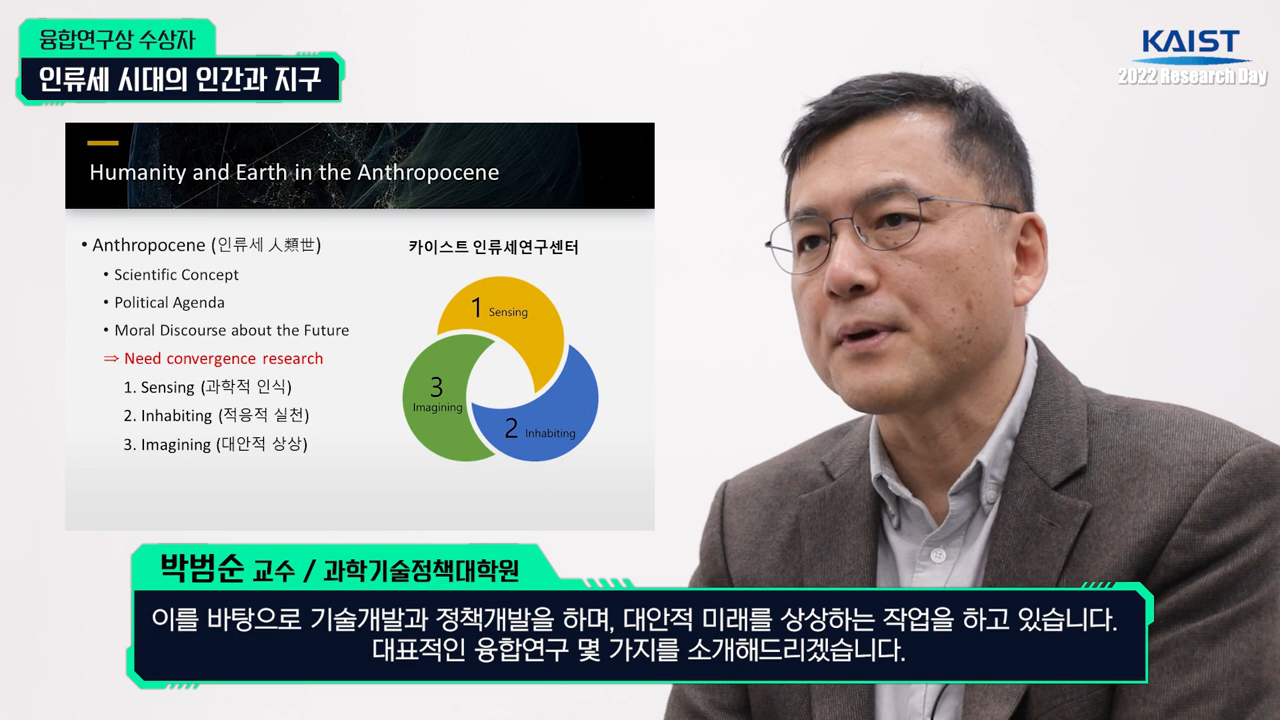 융합연구상 수상자
인류세 시대의 인간과 지구
KAIST
2022 Research Day
Humanity and Earth in the Anthropocene
• Anthropocene (인류세 人類世)
• Scientific Concept
• Political Agenda
• Moral Discourse about the Future
⇒ Need convergence research
1. Sensing (과학적 인식)
2. Inhabiting (적응적 실천)
3. Imagining (대안적 상상)
카이스트 인류세연구센터
1 Sensing
3
Imagining
2 Inhabiting
박범순 교수 / 과학기술정책대학원
이를 바탕으로 기술개발과 정책개발을 하며, 대안적 미래를 상상하는 작업을 하고 있습니다.
대표적인 융합연구 몇 가지를 소개해드리겠습니다.